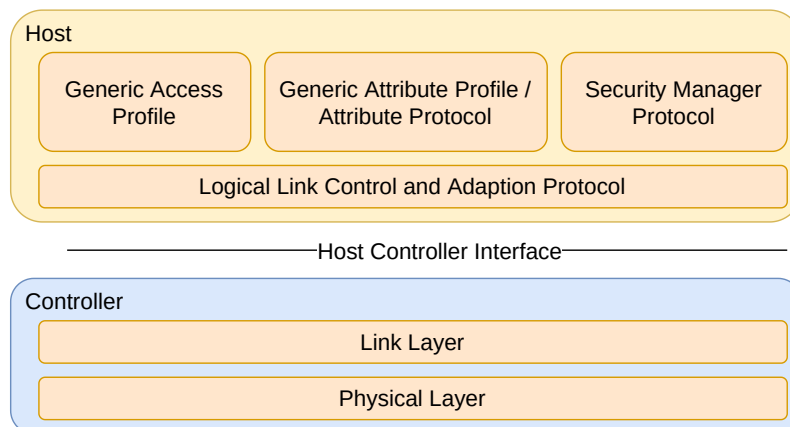 Host
Generic Access
Profile
Generic Attribute Profile /
Attribute Protocol
Security Manager
Protocol
Logical Link Control and Adaption Protocol
Host Controller Interface
Controller
Link Layer
Physical Layer